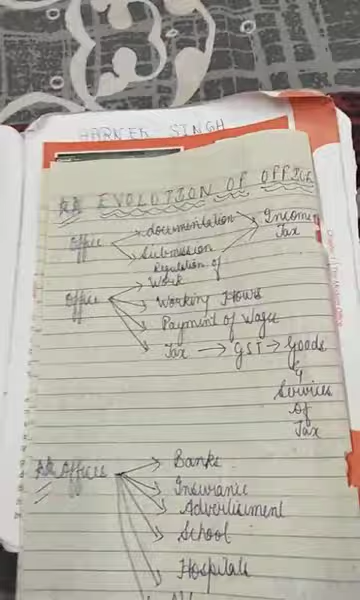 HARNEK SINGH
EVOLUTION OF OFFICE
Office → documentation → Income Tax
→ Submission
Office → Regulation of Work
→ Working Hours
→ Payment of Wages
→ Tax → GST → Goods
&
Services
of
Tax
Offices → Banks
→ Insurance
→ Advertisement
→ School
→ Hospitals